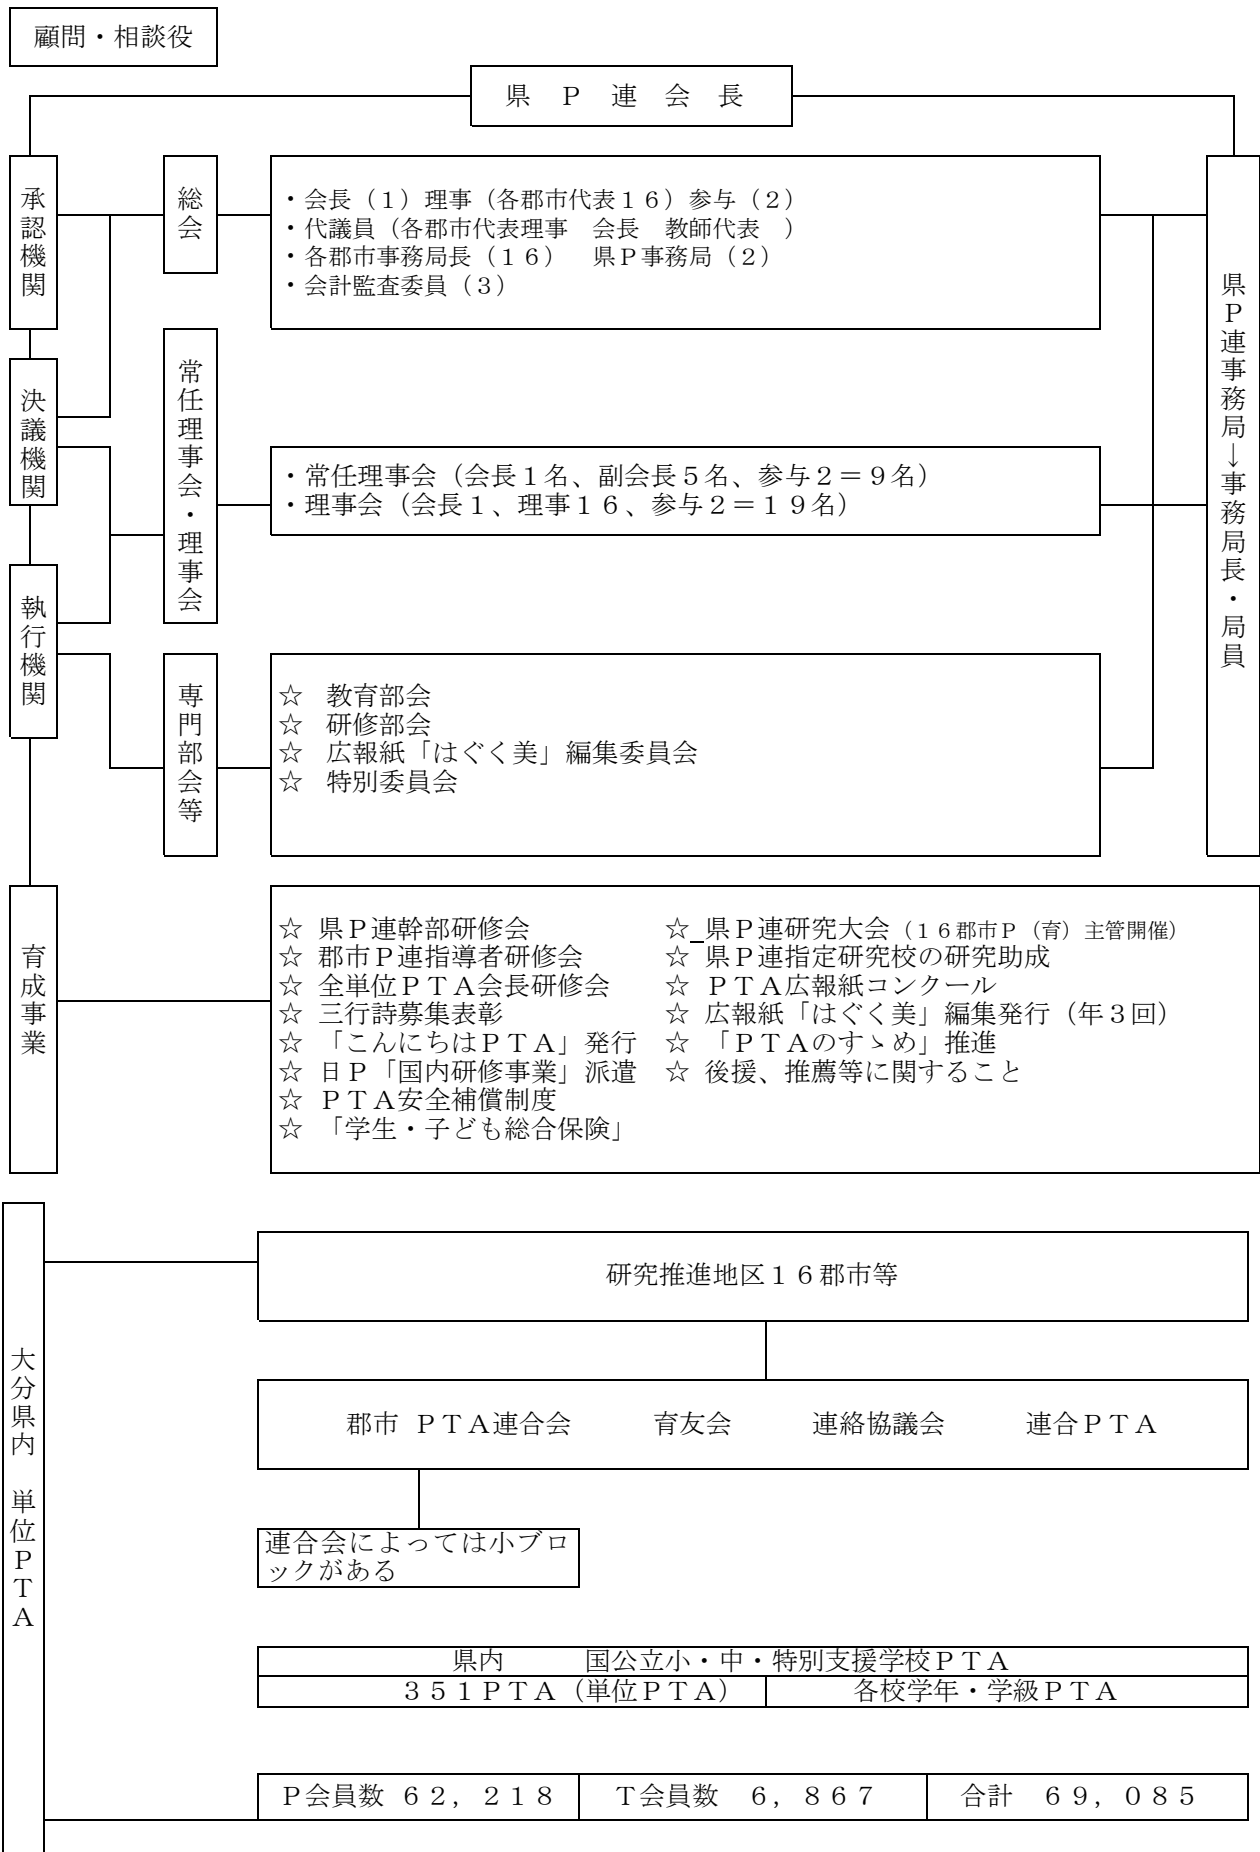 顧問・相談役
県　Ｐ　連　会　長
承認機関
総会
・会長（１）理事（各郡市代表１６）参与（２）
・代議員（各郡市代表理事　会長　教師代表　）
・各郡市事務局長（１６）　県Ｐ事務局（２）
・会計監査委員（３）
県Ｐ連事務局→事務局長・局員
決議機関
常任理事会・理事会
・常任理事会（会長１名、副会長５名、参与２＝９名）
・理事会（会長１、理事１６、参与２＝１９名）
執行機関
専門部会等
☆　教育部会
☆　研修部会
☆　広報紙「はぐく美」編集委員会
☆　特別委員会
育成事業
☆ 県Ｐ連幹部研修会　☆ 県Ｐ連研究大会（１６郡市Ｐ（育）主管開催）
☆ 郡市Ｐ連指導者研修会　☆ 県Ｐ連指定研究校の研究助成
☆ 全単位ＰＴＡ会長研修会　☆ ＰＴＡ広報紙コンクール
☆ 三行詩募集表彰　☆ 広報紙「はぐく美」編集発行（年３回）
☆ 「こんにちはＰＴＡ」発行　☆ 「ＰＴＡのすゝめ」推進
☆ 日Ｐ「国内研修事業」派遣　☆ 後援、推薦等に関すること
☆ ＰＴＡ安全補償制度
☆ 「学生・子ども総合保険」
大分県内　単位ＰＴＡ
研究推進地区１６郡市等
郡市 ＰＴＡ連合会　育友会　連絡協議会　連合ＰＴＡ
連合会によっては小ブロ
ックがある
県内　国公立小・中・特別支援学校ＰＴＡ
３５１ＰＴＡ（単位ＰＴＡ）　各校学年・学級ＰＴＡ
Ｐ会員数 ６２，２１８　Ｔ会員数　６，８６７　合計　６９，０８５